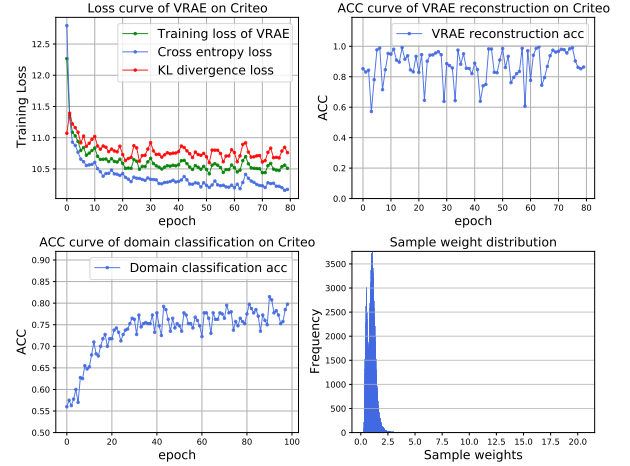 Loss curve of VRAE on Criteo
Training loss of VRAE
Cross entropy loss
KL divergence loss
Training Loss
12.5
12.0
11.5
11.0
10.5
0 10 20 30 40 50 60 70 80
epoch
ACC curve of VRAE reconstruction on Criteo
VRAE reconstruction acc
ACC
1.0
0.8
0.6
0.4
0.2
0.0
0 10 20 30 40 50 60 70 80
epoch
ACC curve of domain classification on Criteo
Domain classification acc
ACC
0.90
0.85
0.80
0.75
0.70
0.65
0.60
0.55
0.50
0 20 40 60 80 100
epoch
Sample weight distribution
Frequency
3500
3000
2500
2000
1500
1000
500
0
0.0 2.5 5.0 7.5 10.0 12.5 15.0 17.5 20.0
Sample weights